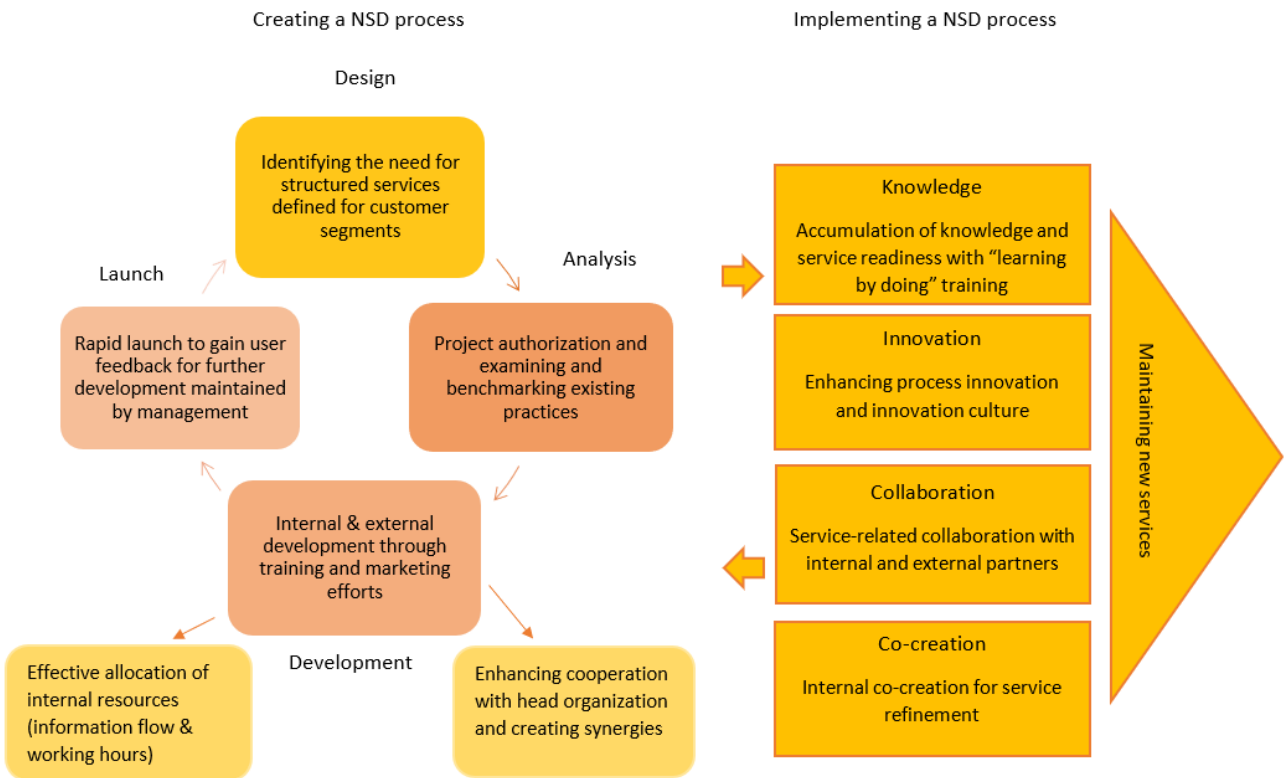 Creating a NSD process
Implementing a NSD process
Design
Identifying the need for
structured services
defined for customer
segments
Analysis
Project authorization and
examining and
benchmarking existing
practices
Development
Internal & external
development through
training and marketing
efforts
Effective allocation of
internal resources
(information flow &
working hours)
Enhancing cooperation
with head organization
and creating synergies
Launch
Rapid launch to gain user
feedback for further
development maintained
by management
Knowledge
Accumulation of knowledge and
service readiness with “learning
by doing” training
Innovation
Enhancing process innovation
and innovation culture
Collaboration
Service-related collaboration with
internal and external partners
Co-creation
Internal co-creation for service
refinement
Maintaining new services